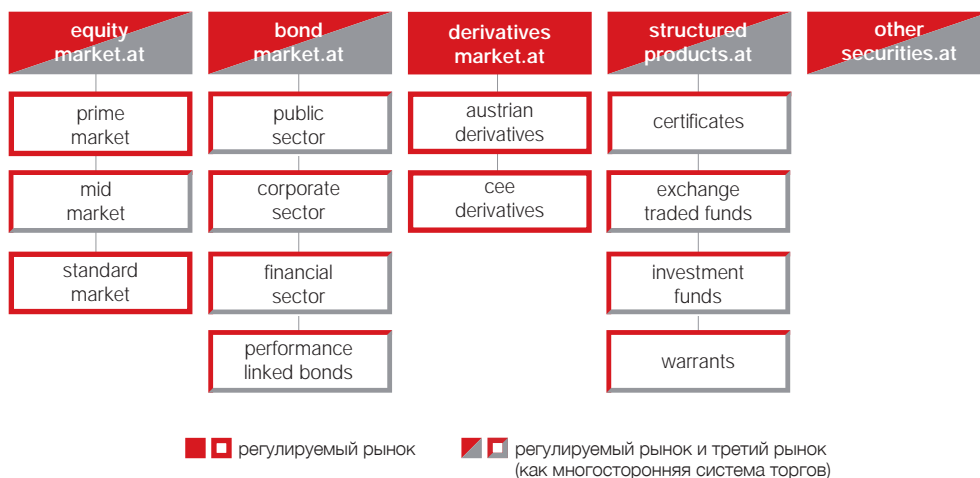 equity
market.at
bond
market.at
derivatives
market.at
structured
products.at
other
securities.at
prime
market
public
sector
austrian
derivatives
certificates
mid
market
corporate
sector
cee
derivatives
exchange
traded funds
standard
market
financial
sector
investment
funds
performance
linked bonds
warrants
регулируемый рынок
регулируемый рынок и третий рынок
(как многосторонняя система торгов)